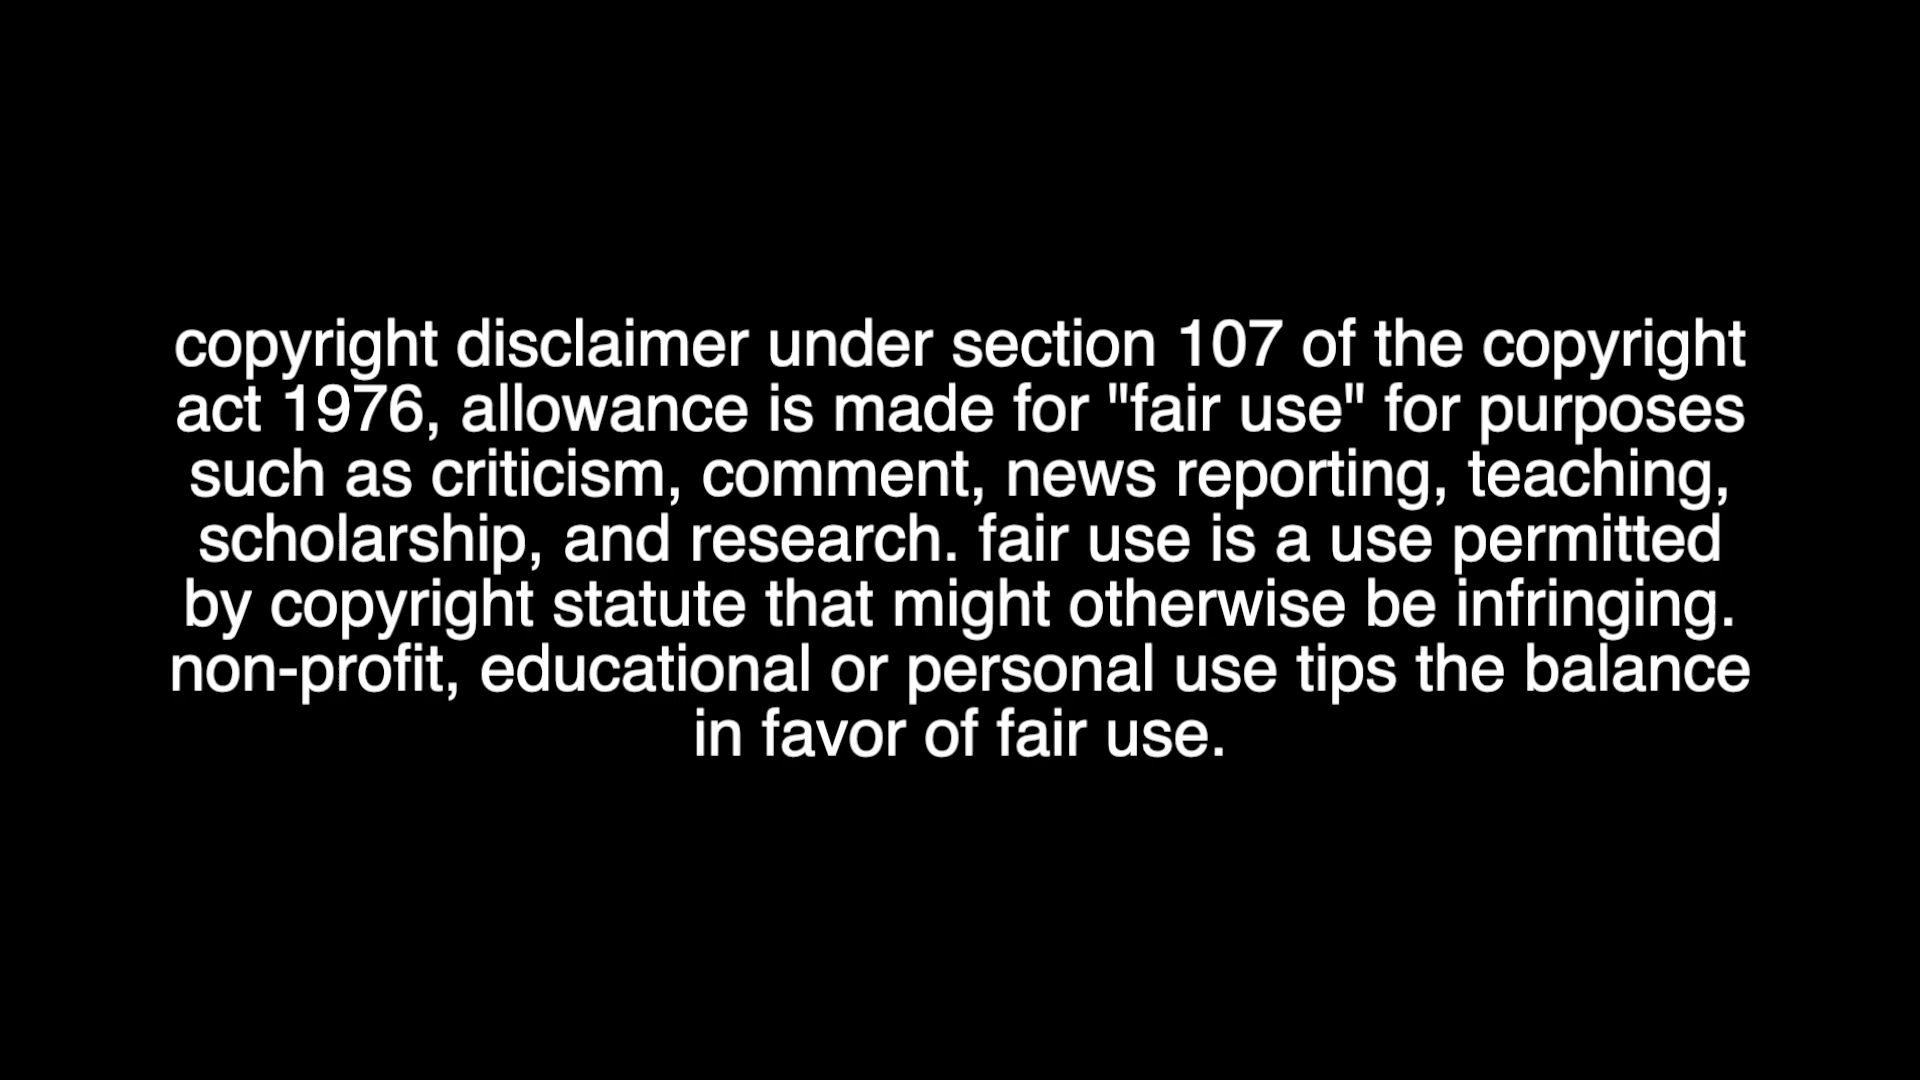 copyright disclaimer under section 107 of the copyright
act 1976, allowance is made for "fair use" for purposes
such as criticism, comment, news reporting, teaching,
scholarship, and research. fair use is a use permitted
by copyright statute that might otherwise be infringing.
non-profit, educational or personal use tips the balance
in favor of fair use.